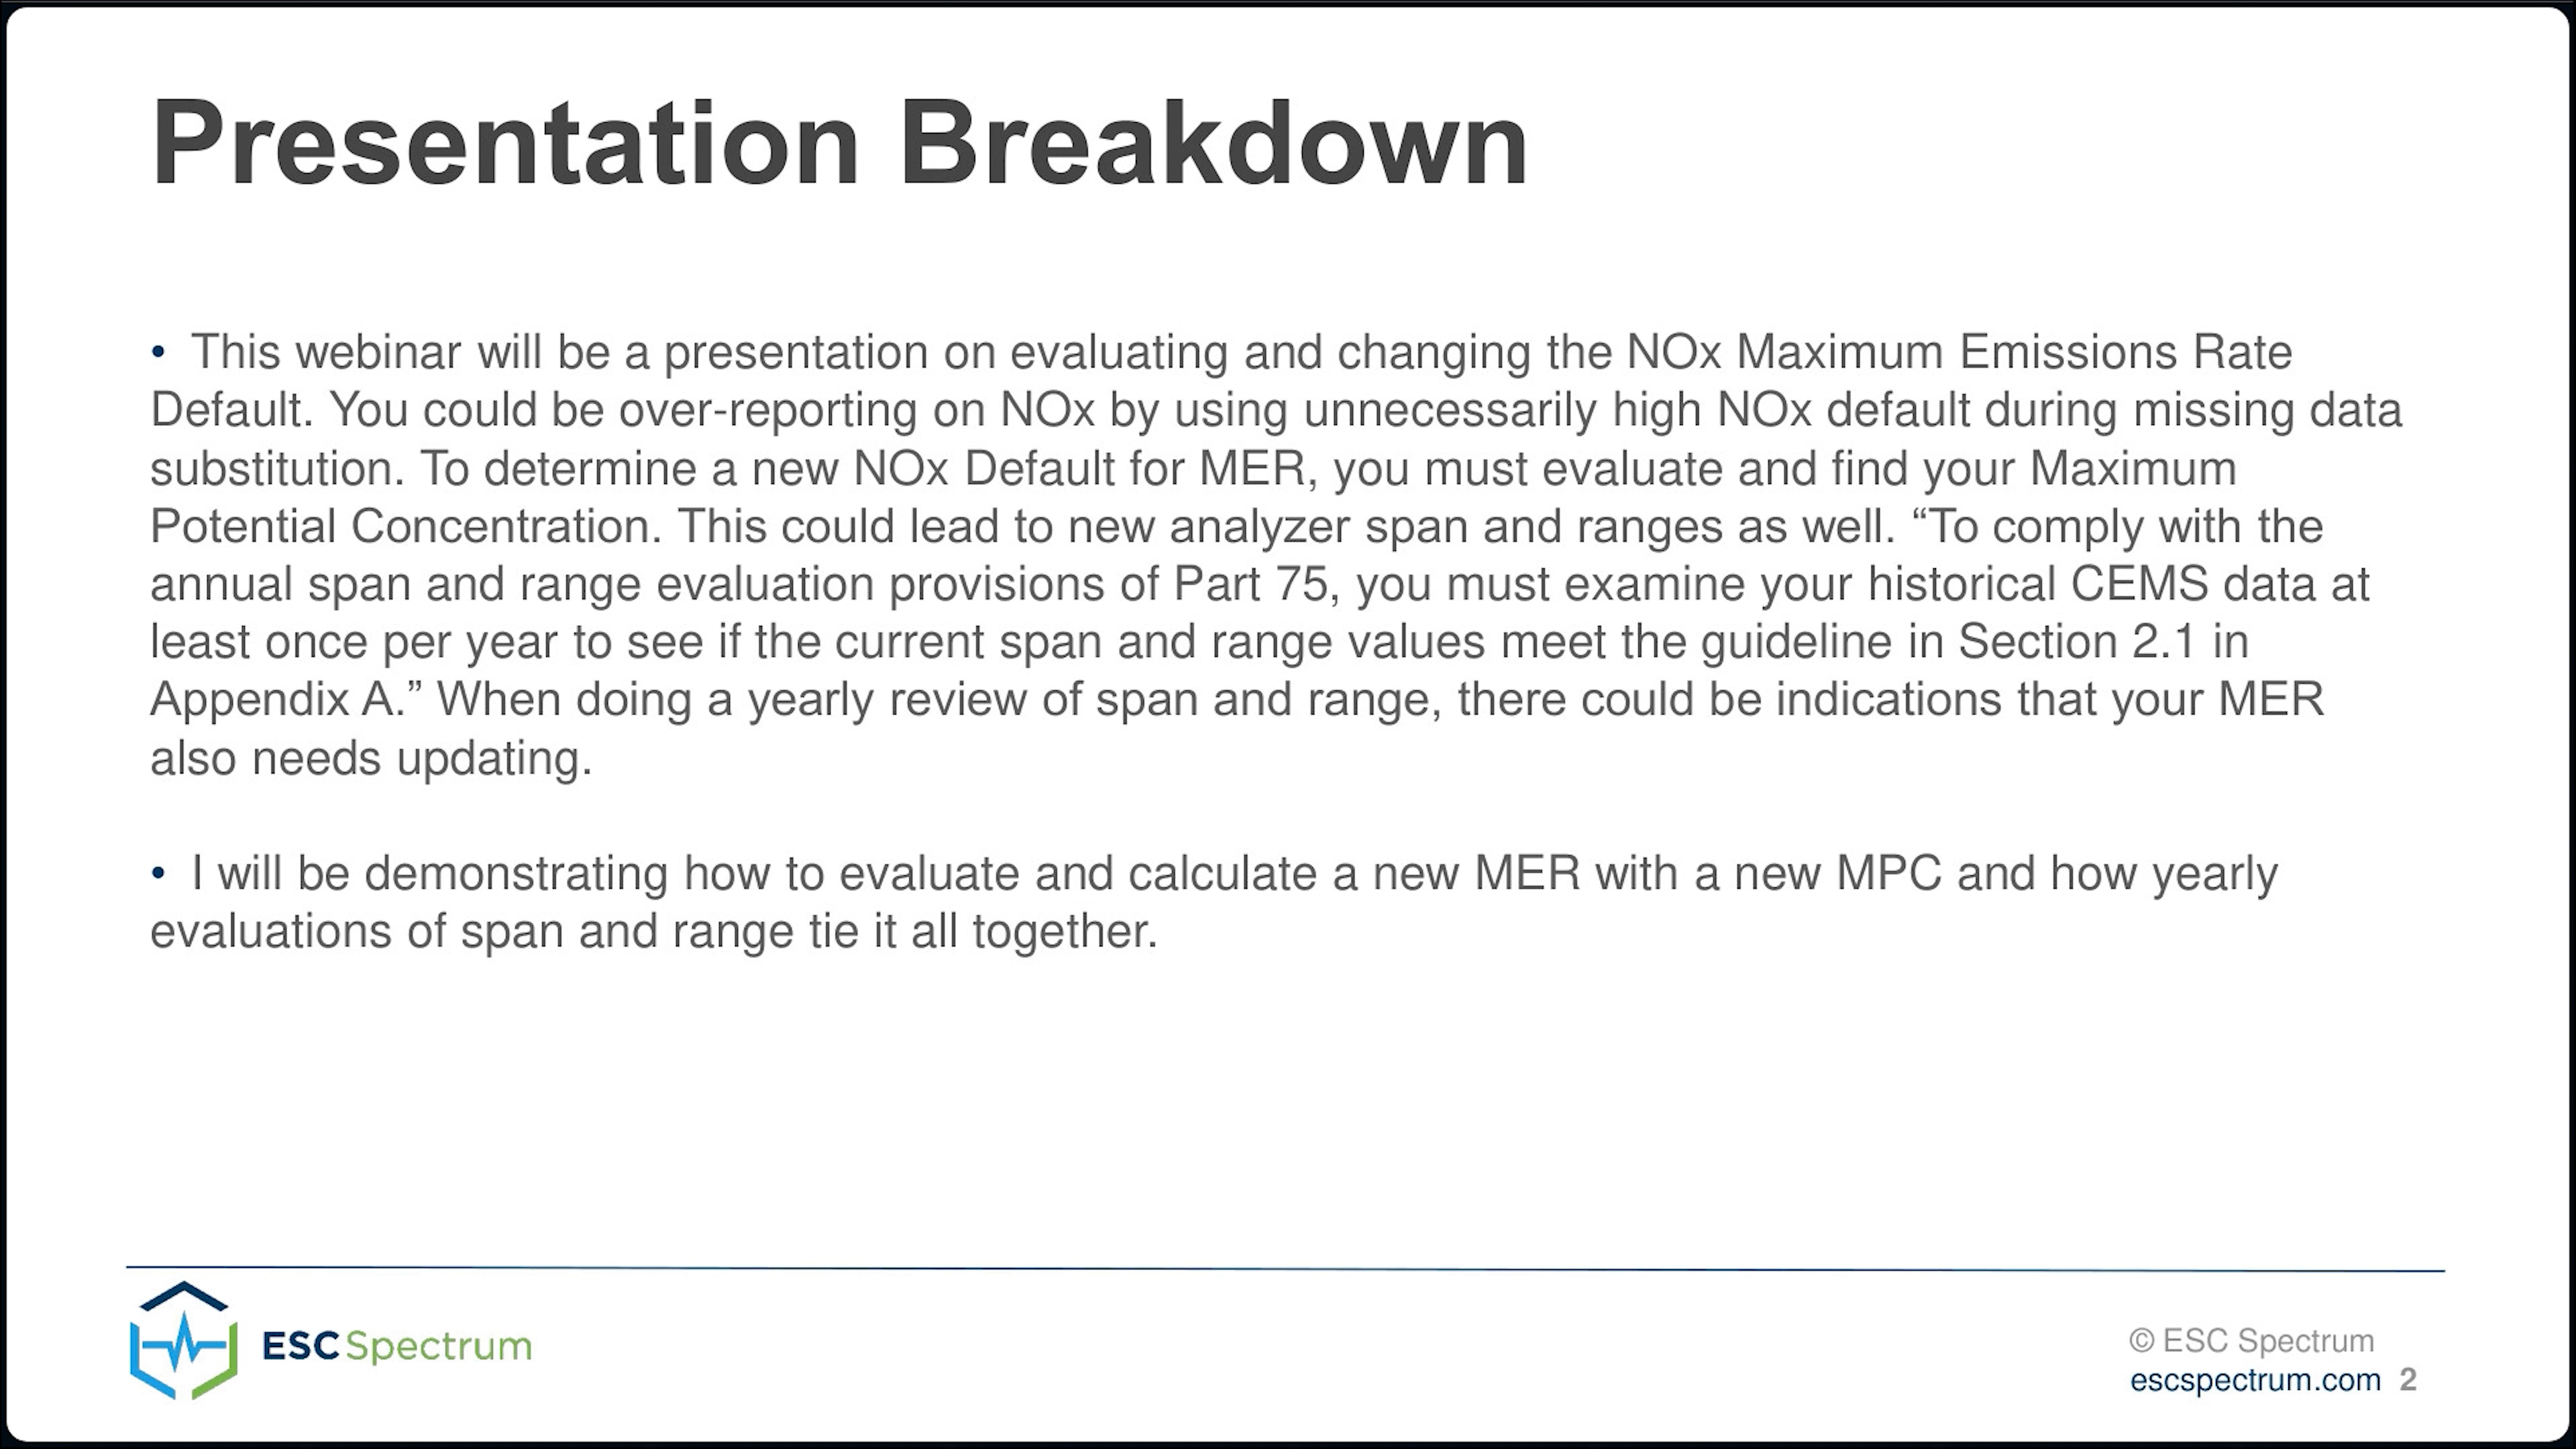 Presentation Breakdown
• This webinar will be a presentation on evaluating and changing the NOx Maximum Emissions Rate
Default. You could be over-reporting on NOx by using unnecessarily high NOx default during missing data
substitution. To determine a new NOx Default for MER, you must evaluate and find your Maximum
Potential Concentration. This could lead to new analyzer span and ranges as well. “To comply with the
annual span and range evaluation provisions of Part 75, you must examine your historical CEMS data at
least once per year to see if the current span and range values meet the guideline in Section 2.1 in
Appendix A.” When doing a yearly review of span and range, there could be indications that your MER
also needs updating.
• I will be demonstrating how to evaluate and calculate a new MER with a new MPC and how yearly
evaluations of span and range tie it all together.
ESC Spectrum
© ESC Spectrum
escspectrum.com 2